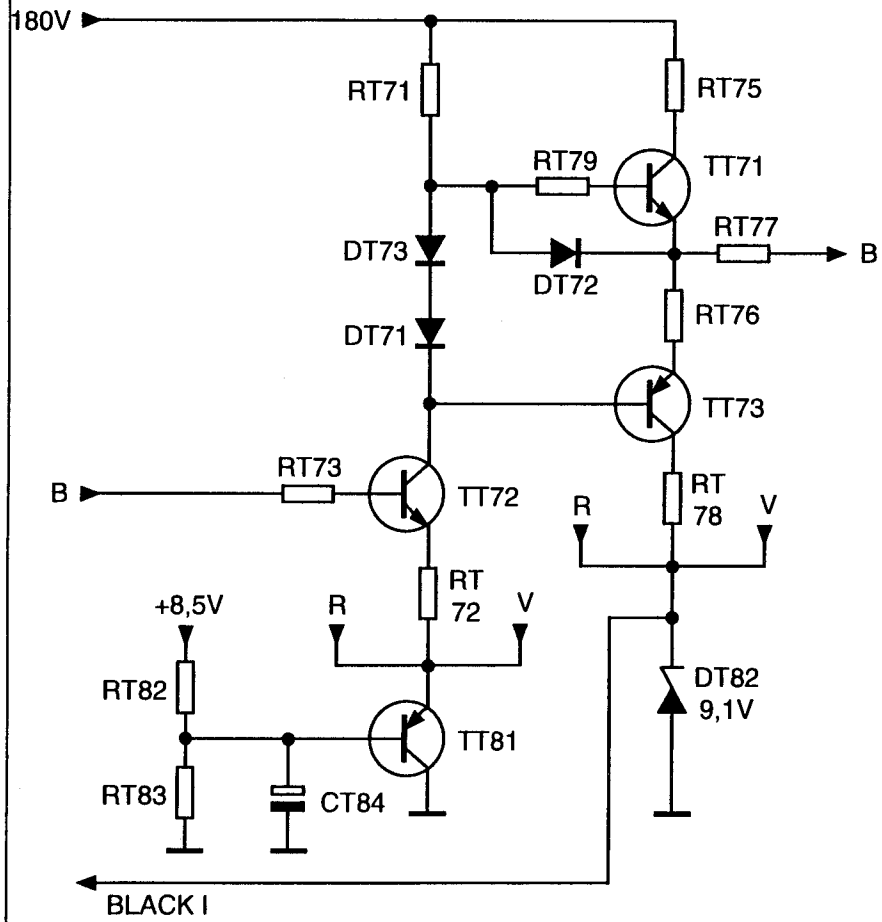 180V
RT71
RT75
RT79
TT71
RT77
B
DT73
DT72
RT76
DT71
TT73
RT73
B
TT72
RT
78
R
V
RT
72
+8,5V
R
V
RT82
DT82
9,1V
TT81
RT83
CT84
BLACK I